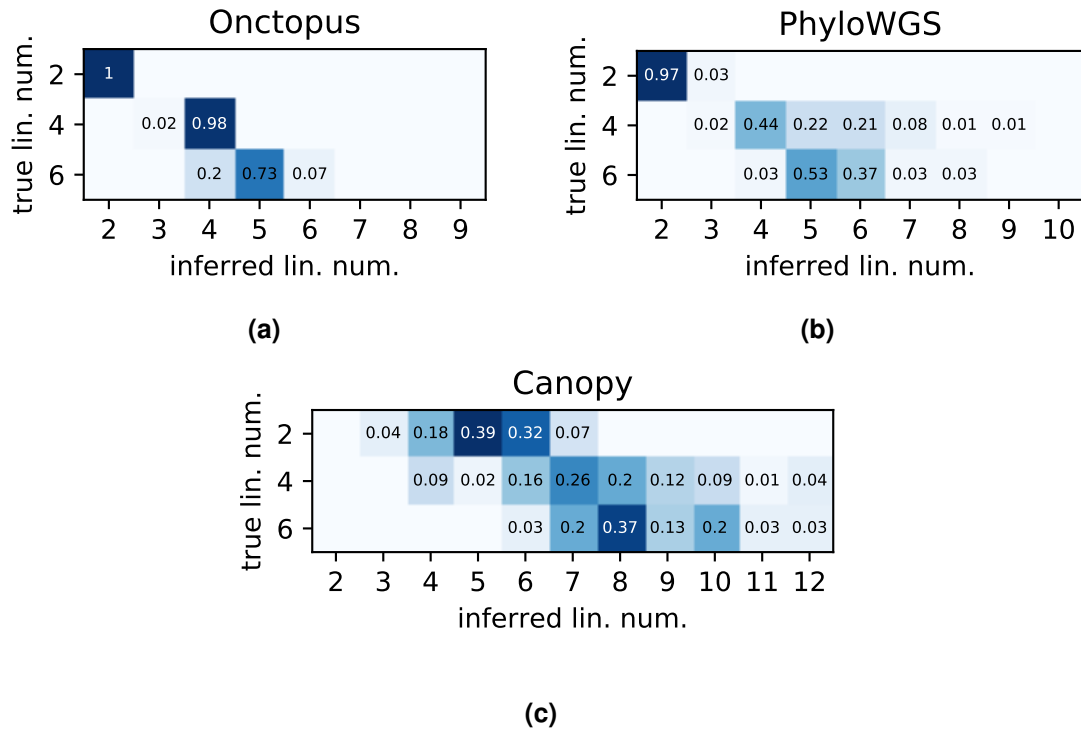 Onctopus
true lin. num.
2
1
4
0.02 0.98
6
0.2 0.73 0.07
2 3 4 5 6 7 8 9
inferred lin. num.
(a)
PhyloWGS
true lin. num.
2
0.97 0.03
4
0.02 0.44 0.22 0.21 0.08 0.01 0.01
6
0.03 0.53 0.37 0.03 0.03
2 3 4 5 6 7 8 9 10
inferred lin. num.
(b)
Canopy
true lin. num.
2
0.04 0.18 0.39 0.32 0.07
4
0.09 0.02 0.16 0.26 0.2 0.12 0.09 0.01 0.04
6
0.03 0.2 0.37 0.13 0.2 0.03 0.03
2 3 4 5 6 7 8 9 10 11 12
inferred lin. num.
(c)